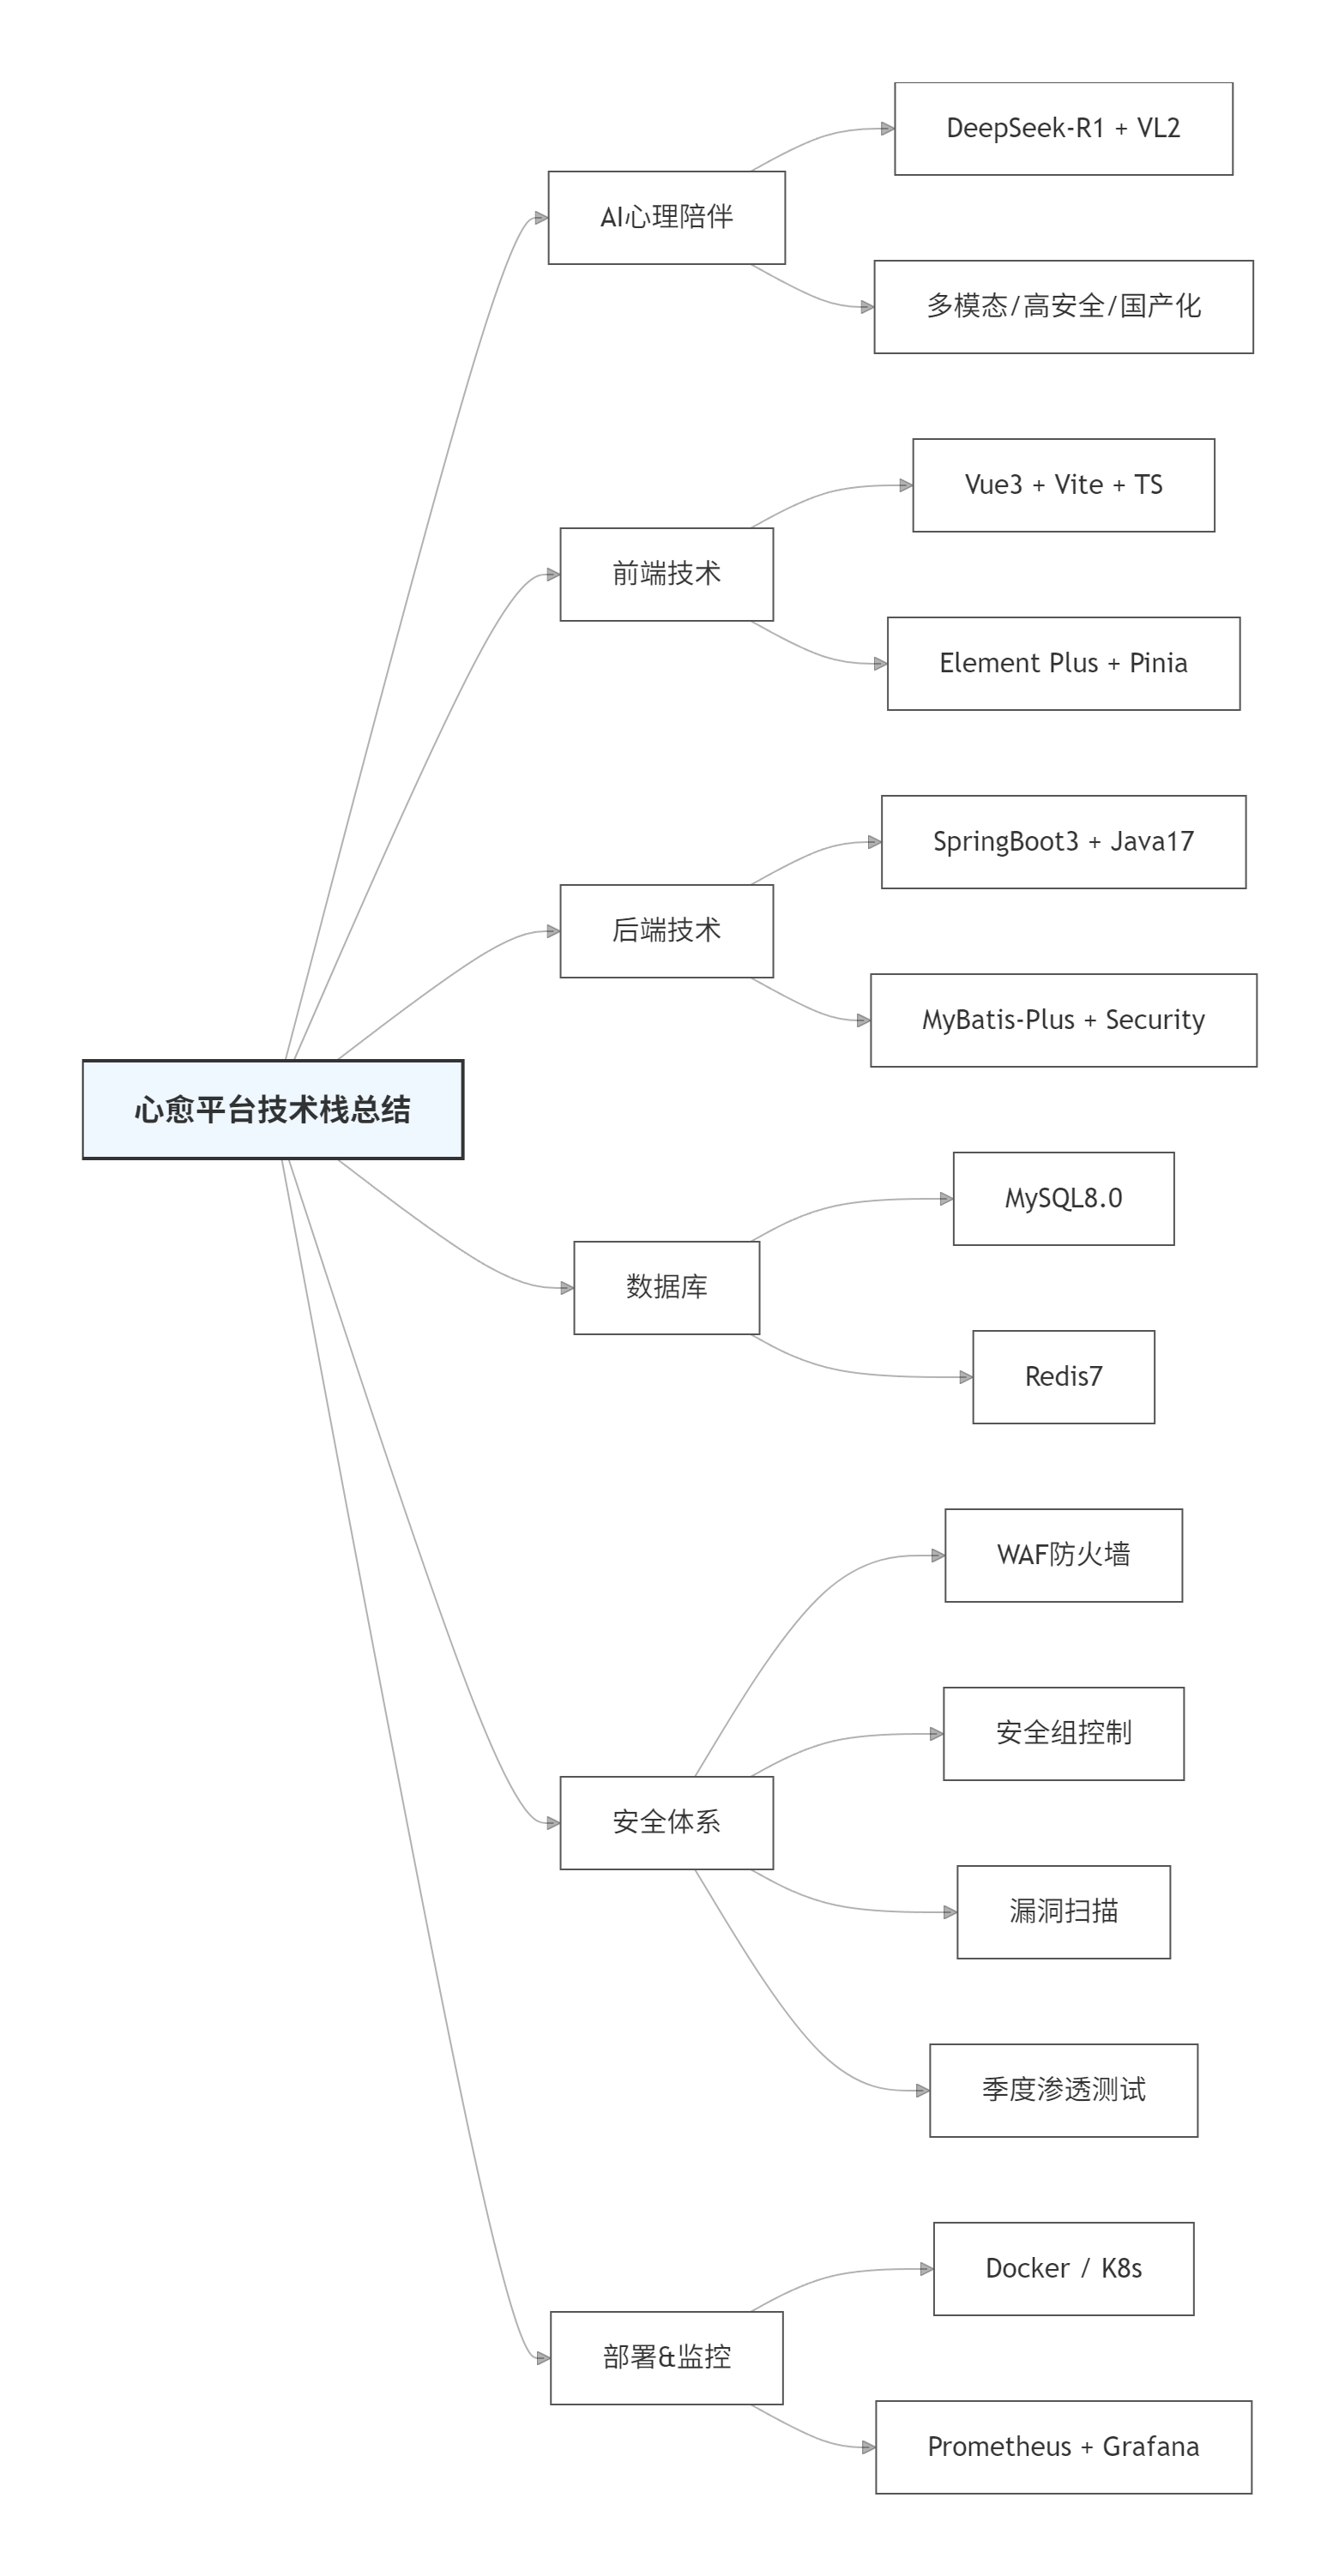 心愈平台技术栈总结
AI心理陪伴
DeepSeek-R1 + VL2
多模态/高安全/国产化
前端技术
Vue3 + Vite + TS
Element Plus + Pinia
后端技术
SpringBoot3 + Java17
MyBatis-Plus + Security
数据库
MySQL8.0
Redis7
安全体系
WAF防火墙
安全组控制
漏洞扫描
季度渗透测试
部署&监控
Docker / K8s
Prometheus + Grafana